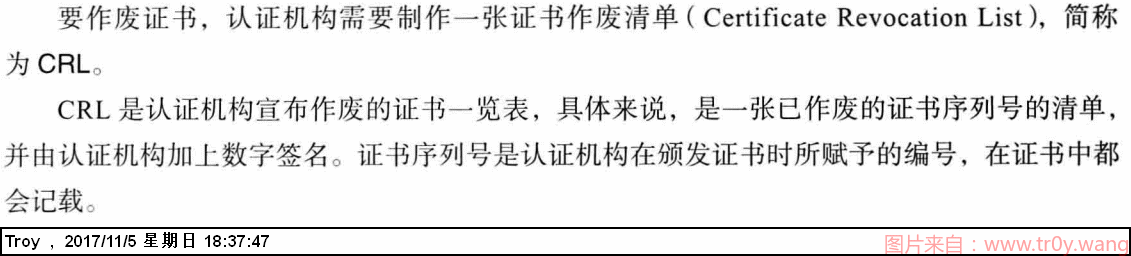 要作废证书，认证机构需要制作一张证书作废清单（Certificate Revocation List），简称
为 CRL。
CRL 是认证机构宣布作废的证书一览表，具体来说，是一张已作废的证书序列号的清单，
并由认证机构加上数字签名。证书序列号是认证机构在颁发证书时所赋予的编号，在证书中都
会记载。
Troy , 2017/11/5 星期日 18:37:47
图片来自：www.tr0y.wang